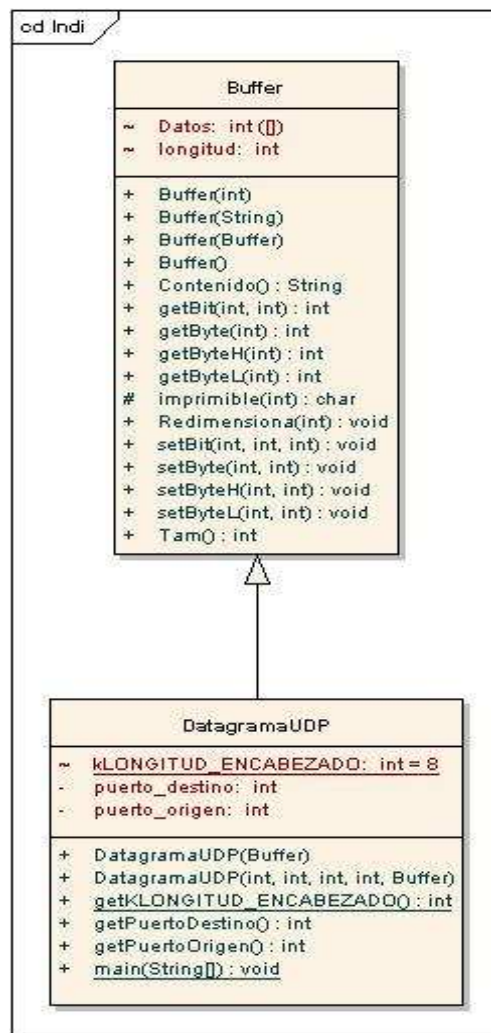 cd Indi
Buffer
~ Datos: int ([])
~ longitud: int
+ Buffer(int)
+ Buffer(String)
+ Buffer(Buffer)
+ Buffer()
+ Contenido() : String
+ getBit(int, int) : int
+ getByte(int) : int
+ getByteH(int) : int
+ getByteL(int) : int
# imprimible(int) : char
+ Redimensiona(int) : void
+ setBit(int, int, int) : void
+ setByte(int, int) : void
+ setByteH(int, int) : void
+ setByteL(int, int) : void
+ Tam() : int
DatagramaUDP
~ kLONGITUD_ENCABEZADO: int = 8
- puerto_destino: int
- puerto_origen: int
+ DatagramaUDP(Buffer)
+ DatagramaUDP(int, int, int, int, Buffer)
+ getKLONGITUD_ENCABEZADO() : int
+ getPuertoDestino() : int
+ getPuertoOrigen() : int
+ main(String[]) : void